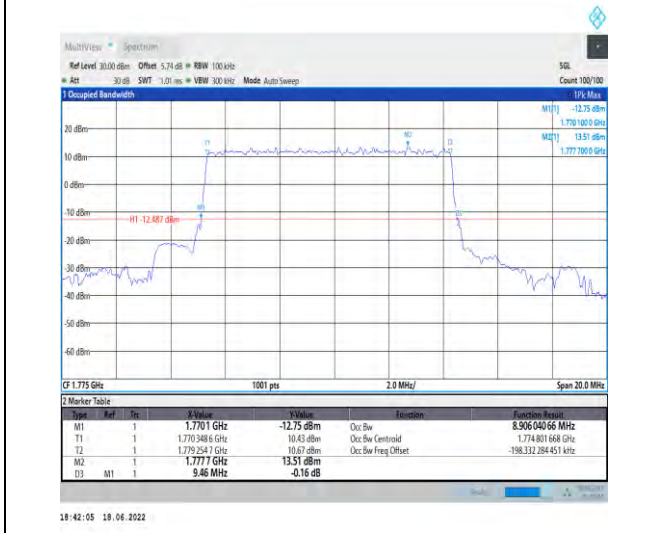 MultiView Spectrum
Ref Level 30.00 dBm Offset 5.74 dB RBW 100 kHz SGL
Att 30 dB SWT 1.01 ms VBW 300 kHz Mode Auto Sweep Count 100/100
1 Occupied Bandwidth 1Pk Max
M1[1] -12.75 dBm
1.770 100 0 GHz
M2[1] 13.51 dBm
1.777 700 0 GHz
20 dBm
T1
M2
10 dBm
0 dBm
-10 dBm
H1 -12.487 dBm
D3
-20 dBm
-30 dBm
-40 dBm
-50 dBm
-60 dBm
CF 1.775 GHz 1001 pts 2.0 MHz/ Span 20.0 MHz
2 Marker Table
Type Ref Trc X-Value Y-Value Function Function Result
M1 1 1.7701 GHz -12.75 dBm Occ Bw 8.906 040 66 MHz
T1 1 1.770 348 6 GHz 10.43 dBm Occ Bw Centroid 1.774 801 668 GHz
T2 1 1.779 254 7 GHz 10.67 dBm Occ Bw Freq Offset -198.332 284 451 kHz
M2 1 1.7777 GHz 13.51 dBm
D3 M1 1 9.46 MHz -0.16 dB
18:42:05 18.06.2022